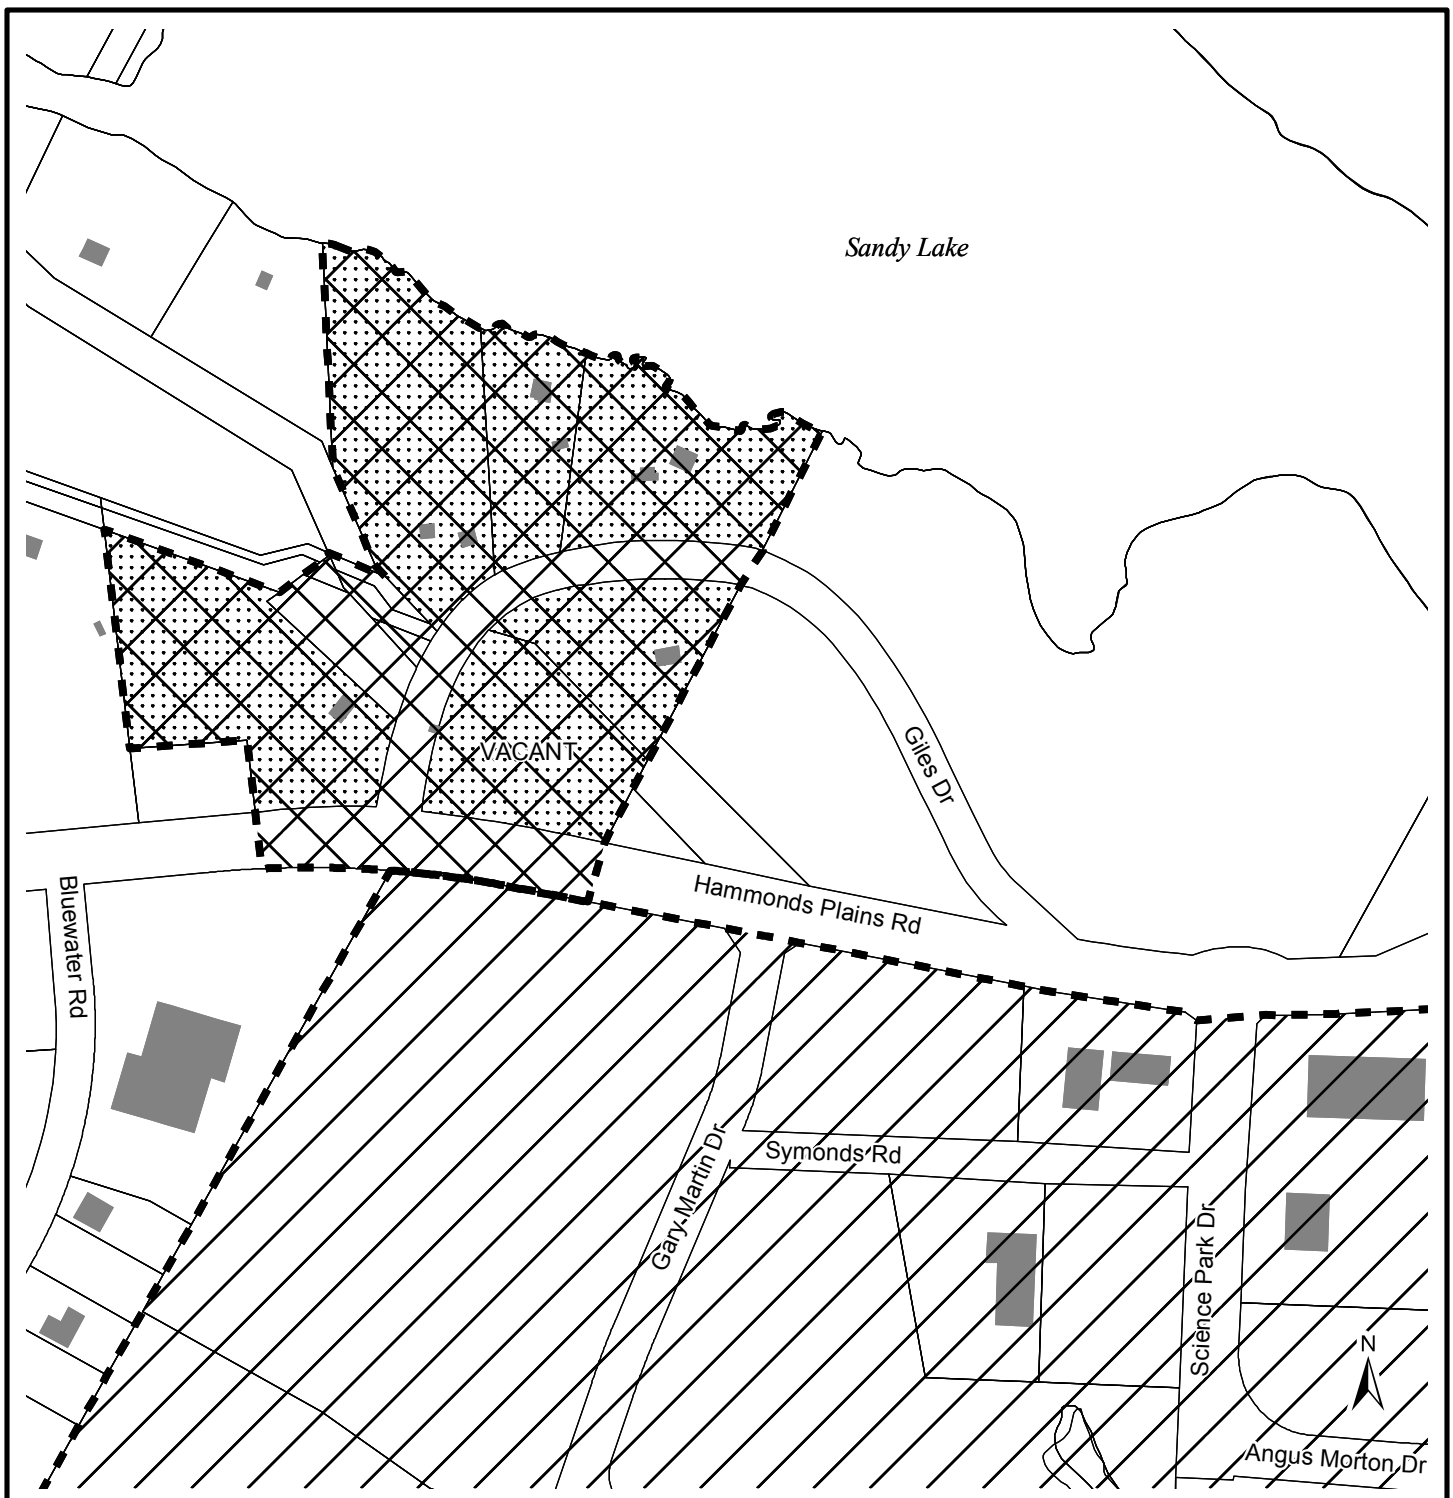 Sandy Lake
VACANT
Giles Dr
Hammonds Plains Rd
Bluewater Rd
Symonds Rd
Gary-Martin Dr
Science Park Dr
N
Angus Morton Dr